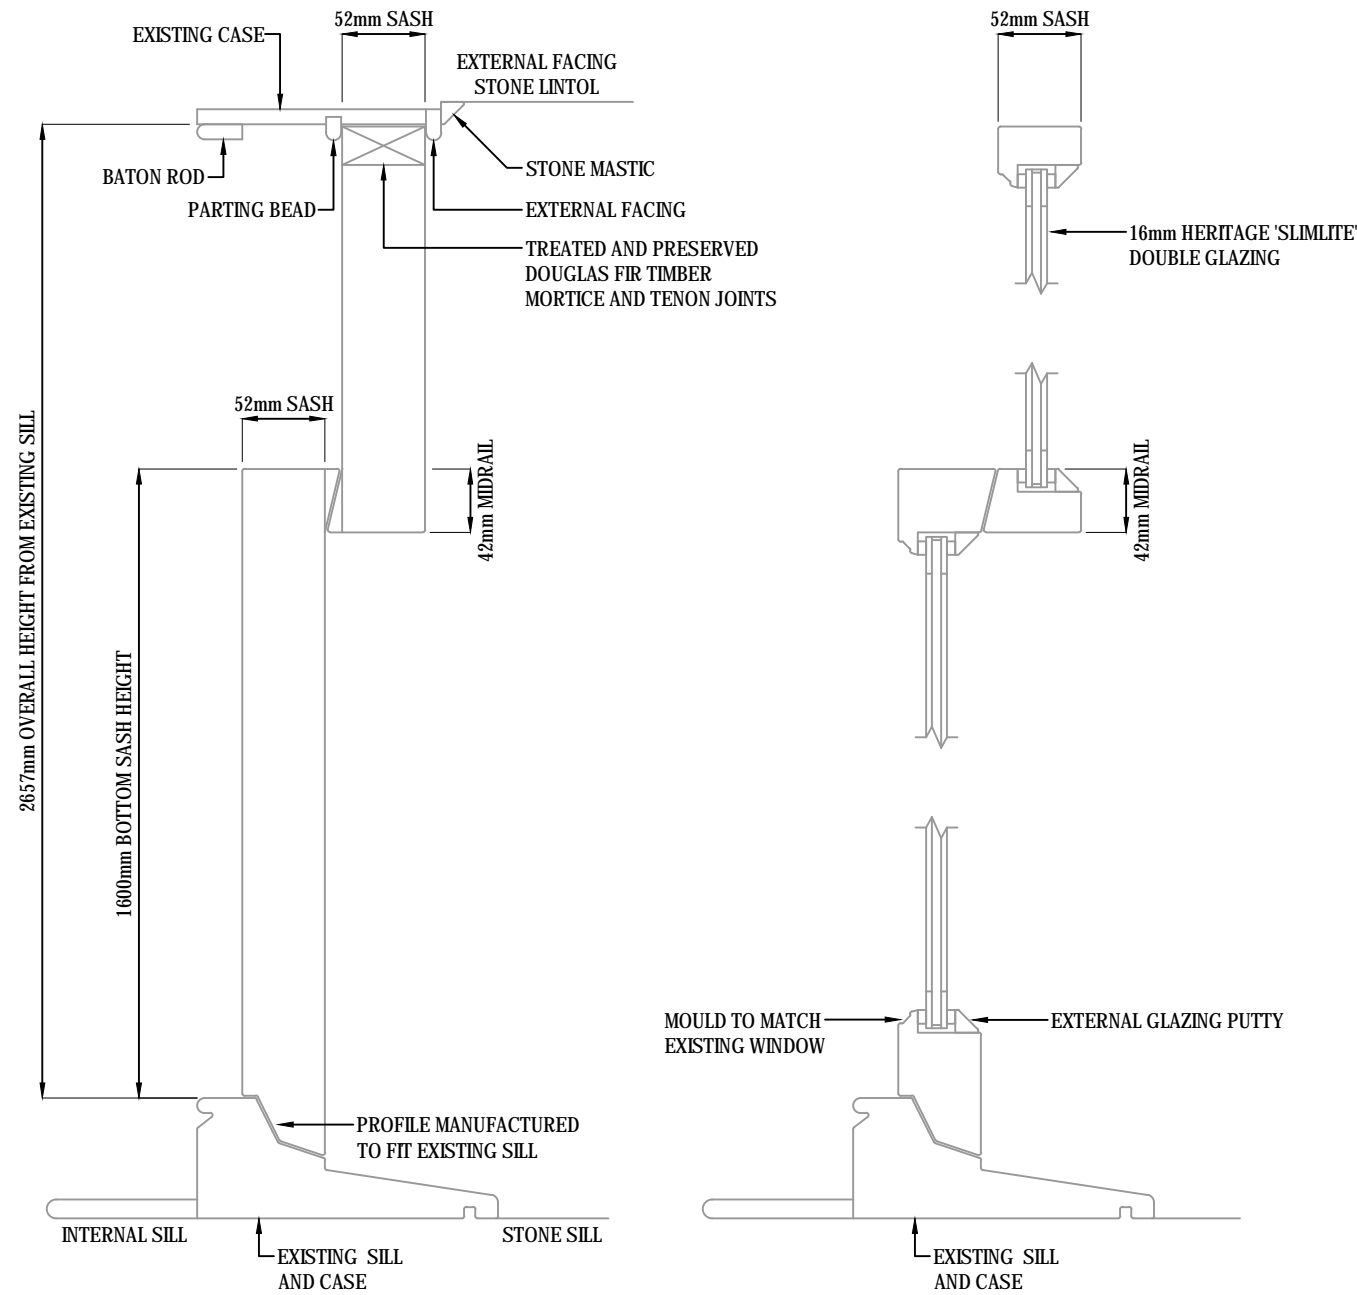 52mm SASH
EXISTING CASE
EXTERNAL FACING
STONE LINTOL
BATON ROD
PARTING BEAD
STONE MASTIC
EXTERNAL FACING
TREATED AND PRESERVED
DOUGLAS FIR TIMBER
MORTICE AND TENON JOINTS
52mm SASH
42mm MIDRAIL
2657mm OVERALL HEIGHT FROM EXISTING SILL
1600mm BOTTOM SASH HEIGHT
PROFILE MANUFACTURED
TO FIT EXISTING SILL
INTERNAL SILL
STONE SILL
EXISTING SILL
AND CASE
52mm SASH
16mm HERITAGE 'SLIMLITE'
DOUBLE GLAZING
42mm MIDRAIL
MOULD TO MATCH
EXISTING WINDOW
EXTERNAL GLAZING PUTTY
EXISTING SILL
AND CASE